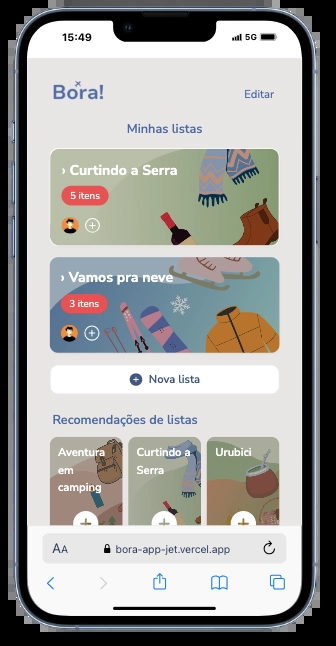 15:49
5G
Bora!
Editar
Minhas listas
› Curtindo a Serra
5 itens
› Vamos pra neve
3 itens
Nova lista
Recomendações de listas
Aventura
em
camping
Curtindo a
Serra
Urubici
AA
bora-app-jet.vercel.app